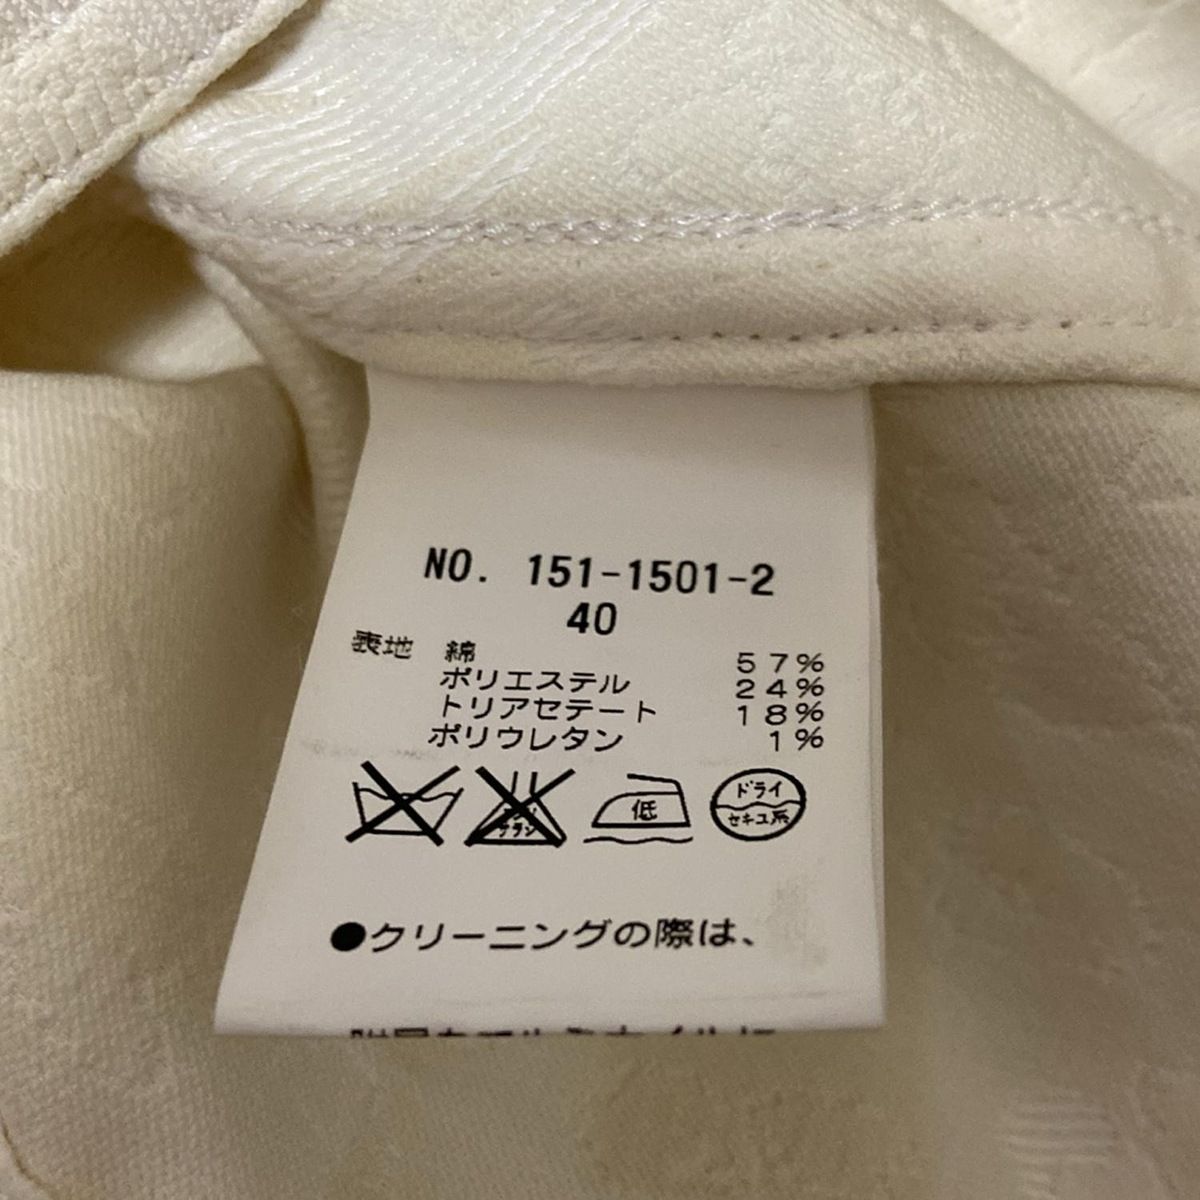 NO. 151-1501-2
40
表地 綿 57%
ポリエステル 24%
トリアセテート 18%
ポリウレタン 1%
低 ドライ
セキユ系
●クリーニングの際は、